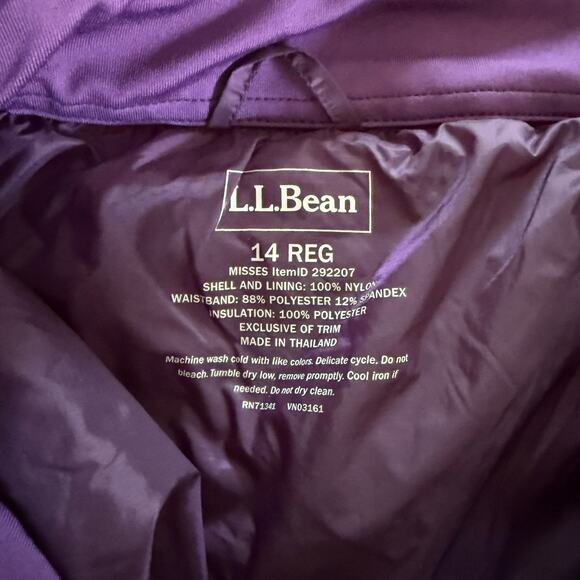 L.L.Bean
14 REG
MISSES ItemID 292207
SHELL AND LINING: 100% NYLON
WAISTBAND: 88% POLYESTER 12% SPANDEX
INSULATION: 100% POLYESTER
EXCLUSIVE OF TRIM
MADE IN THAILAND
Machine wash cold with like colors. Delicate cycle. Do not
bleach. Tumble dry low, remove promptly. Cool iron if
needed. Do not dry clean.
RN71341 VN03161